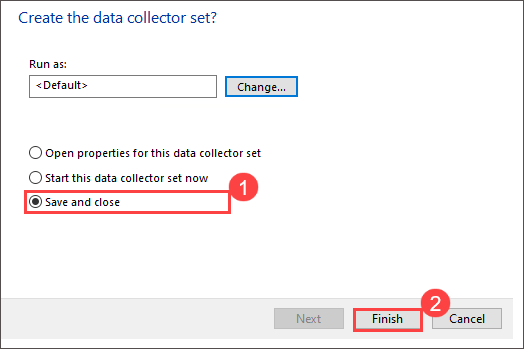 Create the data collector set?
Run as:
<Default>
Change...
Open properties for this data collector set
Start this data collector set now
1
Save and close
2
Next Finish Cancel